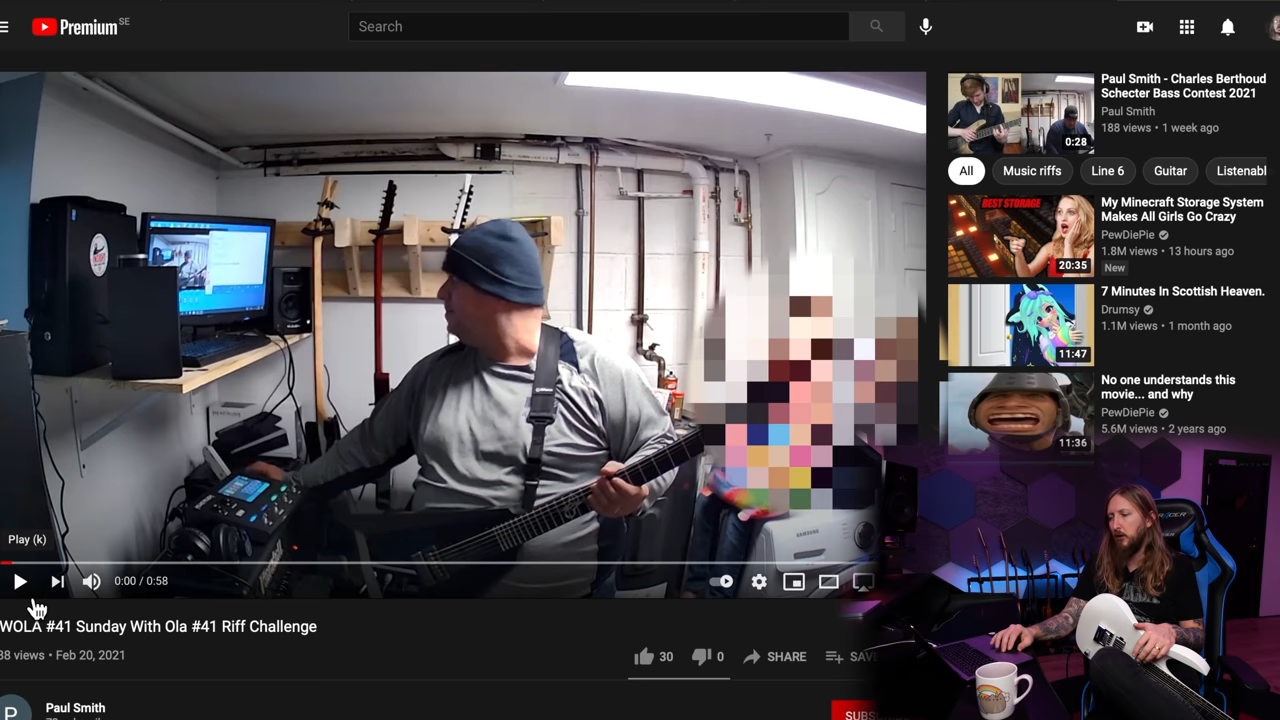 Premium SE
Search
Paul Smith - Charles Berthoud
Schecter Bass Contest 2021
Paul Smith
188 views • 1 week ago
0:28
All
Music riffs
Line 6
Guitar
Listenabl
BEST STORAGE
My Minecraft Storage System
Makes All Girls Go Crazy
PewDiePie
1.8M views • 13 hours ago
New
20:35
7 Minutes In Scottish Heaven.
Drumsy
1.1M views • 1 month ago
11:47
No one understands this
movie... and why
PewDiePie
5.6M views • 2 years ago
11:36
SAMSUNG
Play (k)
0:00 / 0:58
WOLA #41 Sunday With Ola #41 Riff Challenge
38 views • Feb 20, 2021
30
0
SHARE
SAV
P
Paul Smith
SUBS